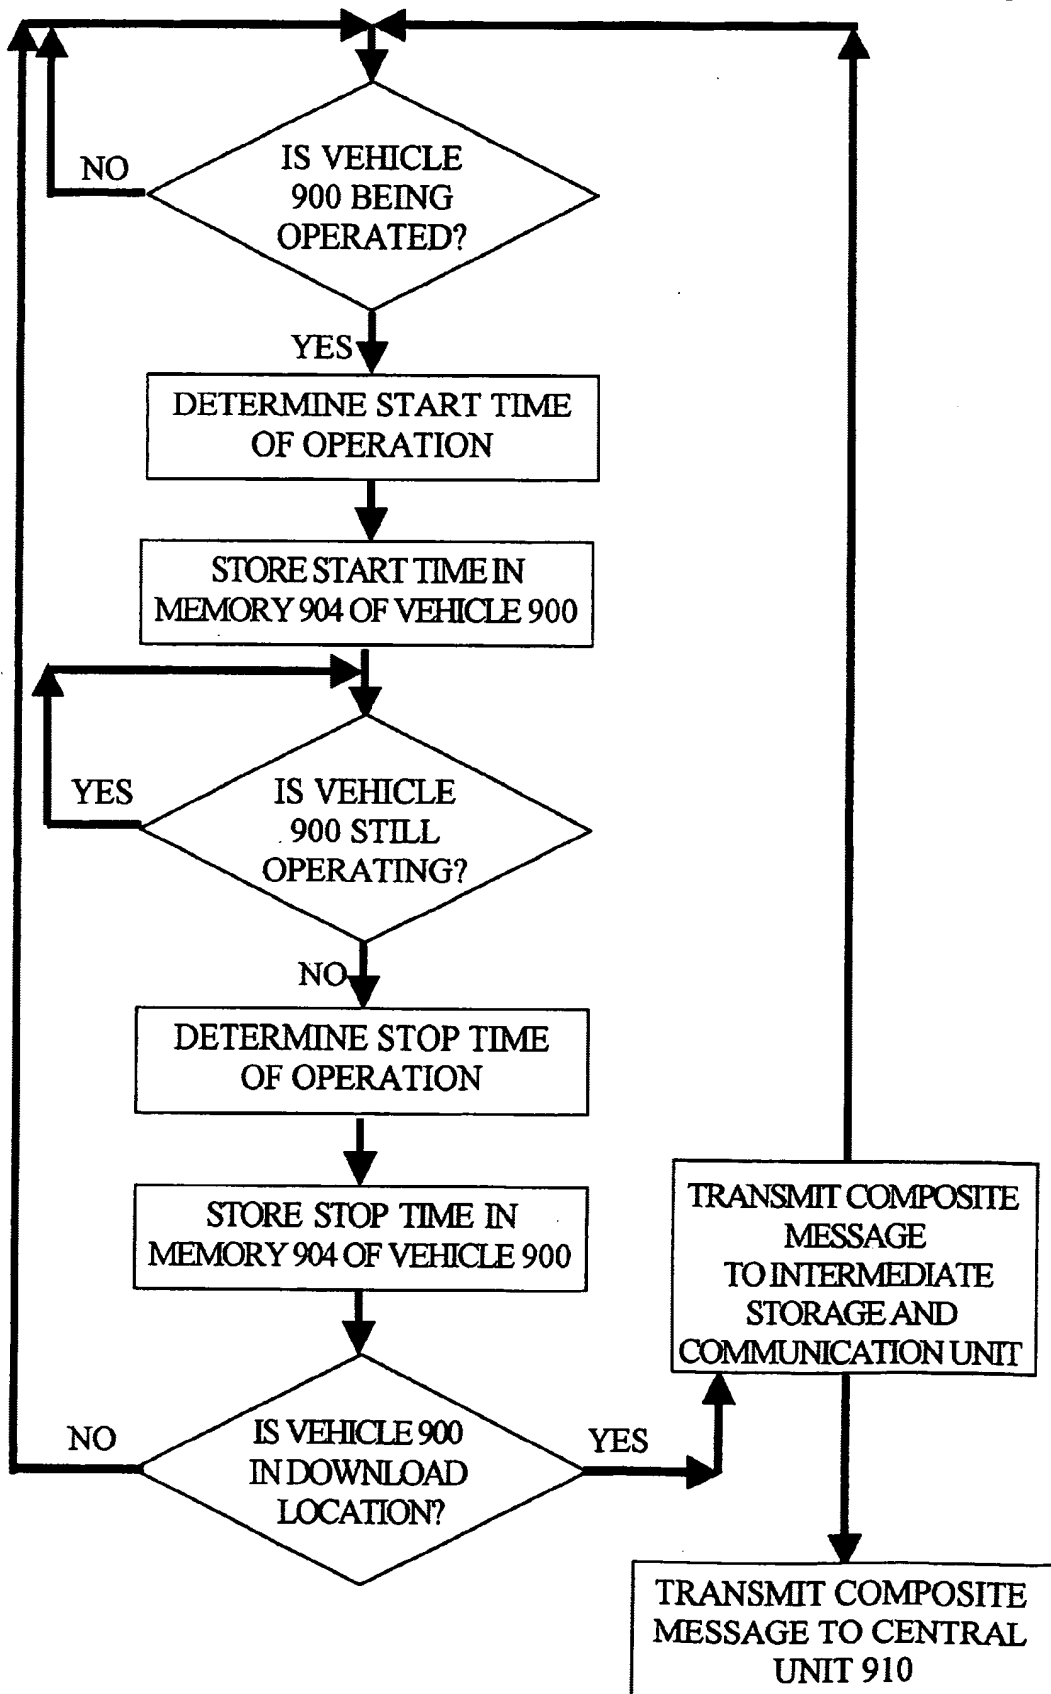 IS VEHICLE
900 BEING
OPERATED?
NO
YES
DETERMINE START TIME
OF OPERATION
STORE START TIME IN
MEMORY 904 OF VEHICLE 900
IS VEHICLE
900 STILL
OPERATING?
YES
NO
DETERMINE STOP TIME
OF OPERATION
STORE STOP TIME IN
MEMORY 904 OF VEHICLE 900
IS VEHICLE 900
IN DOWNLOAD
LOCATION?
NO
YES
TRANSMIT COMPOSITE
MESSAGE
TO INTERMEDIATE
STORAGE AND
COMMUNICATION UNIT
TRANSMIT COMPOSITE
MESSAGE TO CENTRAL
UNIT 910